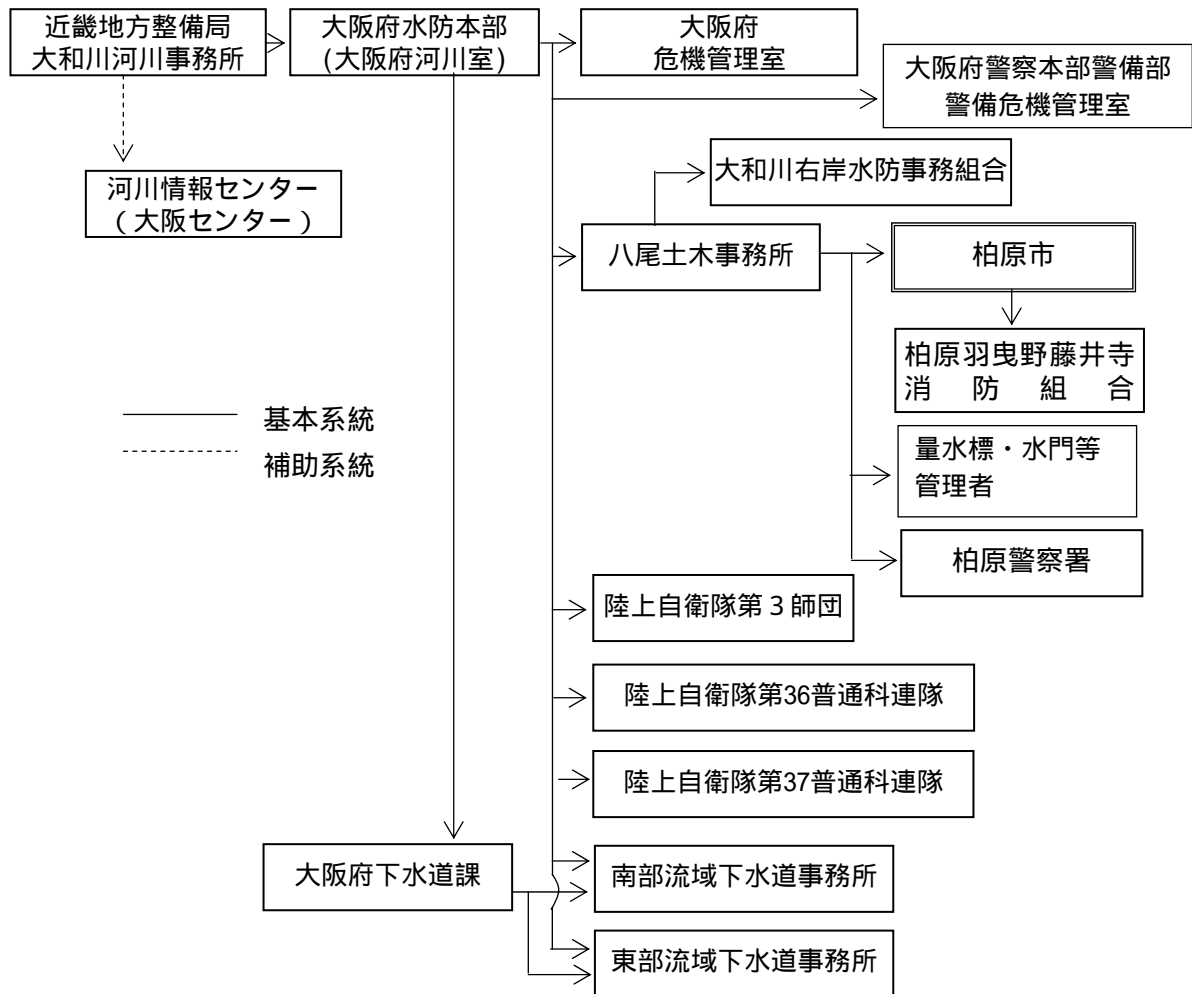 近畿地方整備局
大和川河川事務所
大阪府水防本部
(大阪府河川室)
大阪府
危機管理室
大阪府警察本部警備部
警備危機管理室
河川情報センター
(大阪センター)
大和川右岸水防事務組合
八尾土木事務所
柏原市
柏原羽曳野藤井寺
消防組合
基本系統
補助系統
量水標・水門等
管理者
柏原警察署
陸上自衛隊第3師団
陸上自衛隊第36普通科連隊
陸上自衛隊第37普通科連隊
大阪府下水道課
南部流域下水道事務所
東部流域下水道事務所